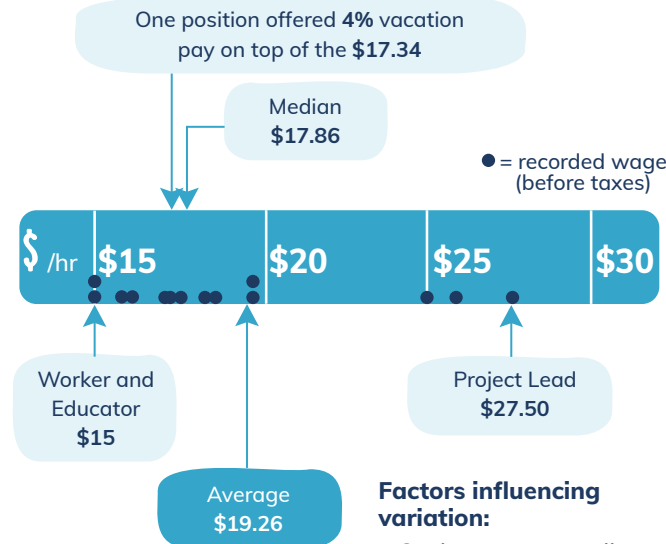 One position offered 4% vacation
pay on top of the $17.34
Median
$17.86
= recorded wage
(before taxes)
$ /hr
$15
$20
$25
$30
Worker and
Educator
$15
Project Lead
$27.50
Average
$19.26
Factors influencing
variation: